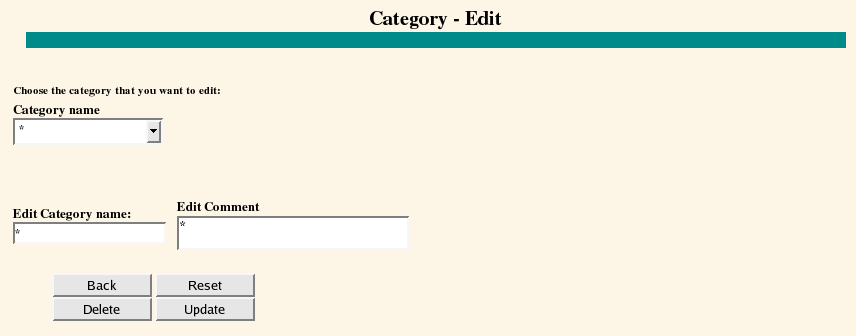 Category - Edit
Choose the category that you want to edit:
Category name
*
Edit Category name:
Edit Comment
*
*
Back
Reset
Delete
Update